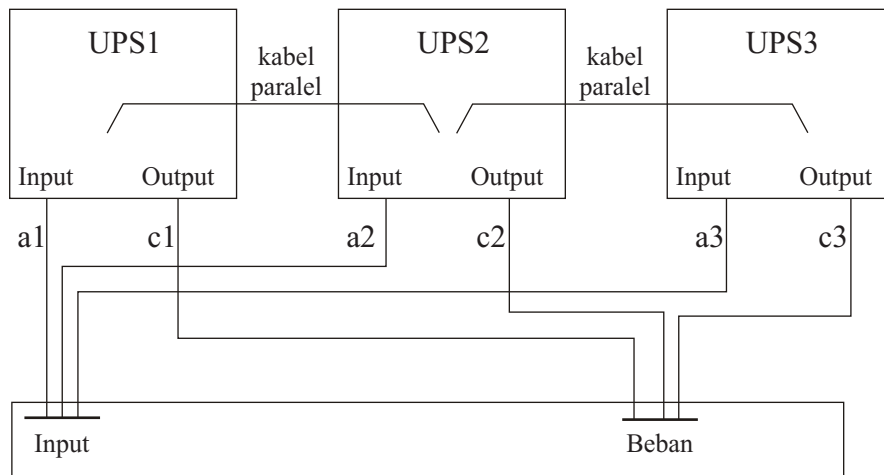 UPS1
UPS2
UPS3
kabel
paralel
kabel
paralel
Input
Output
Input
Output
Input
Output
a1
c1
a2
c2
a3
c3
Input
Beban